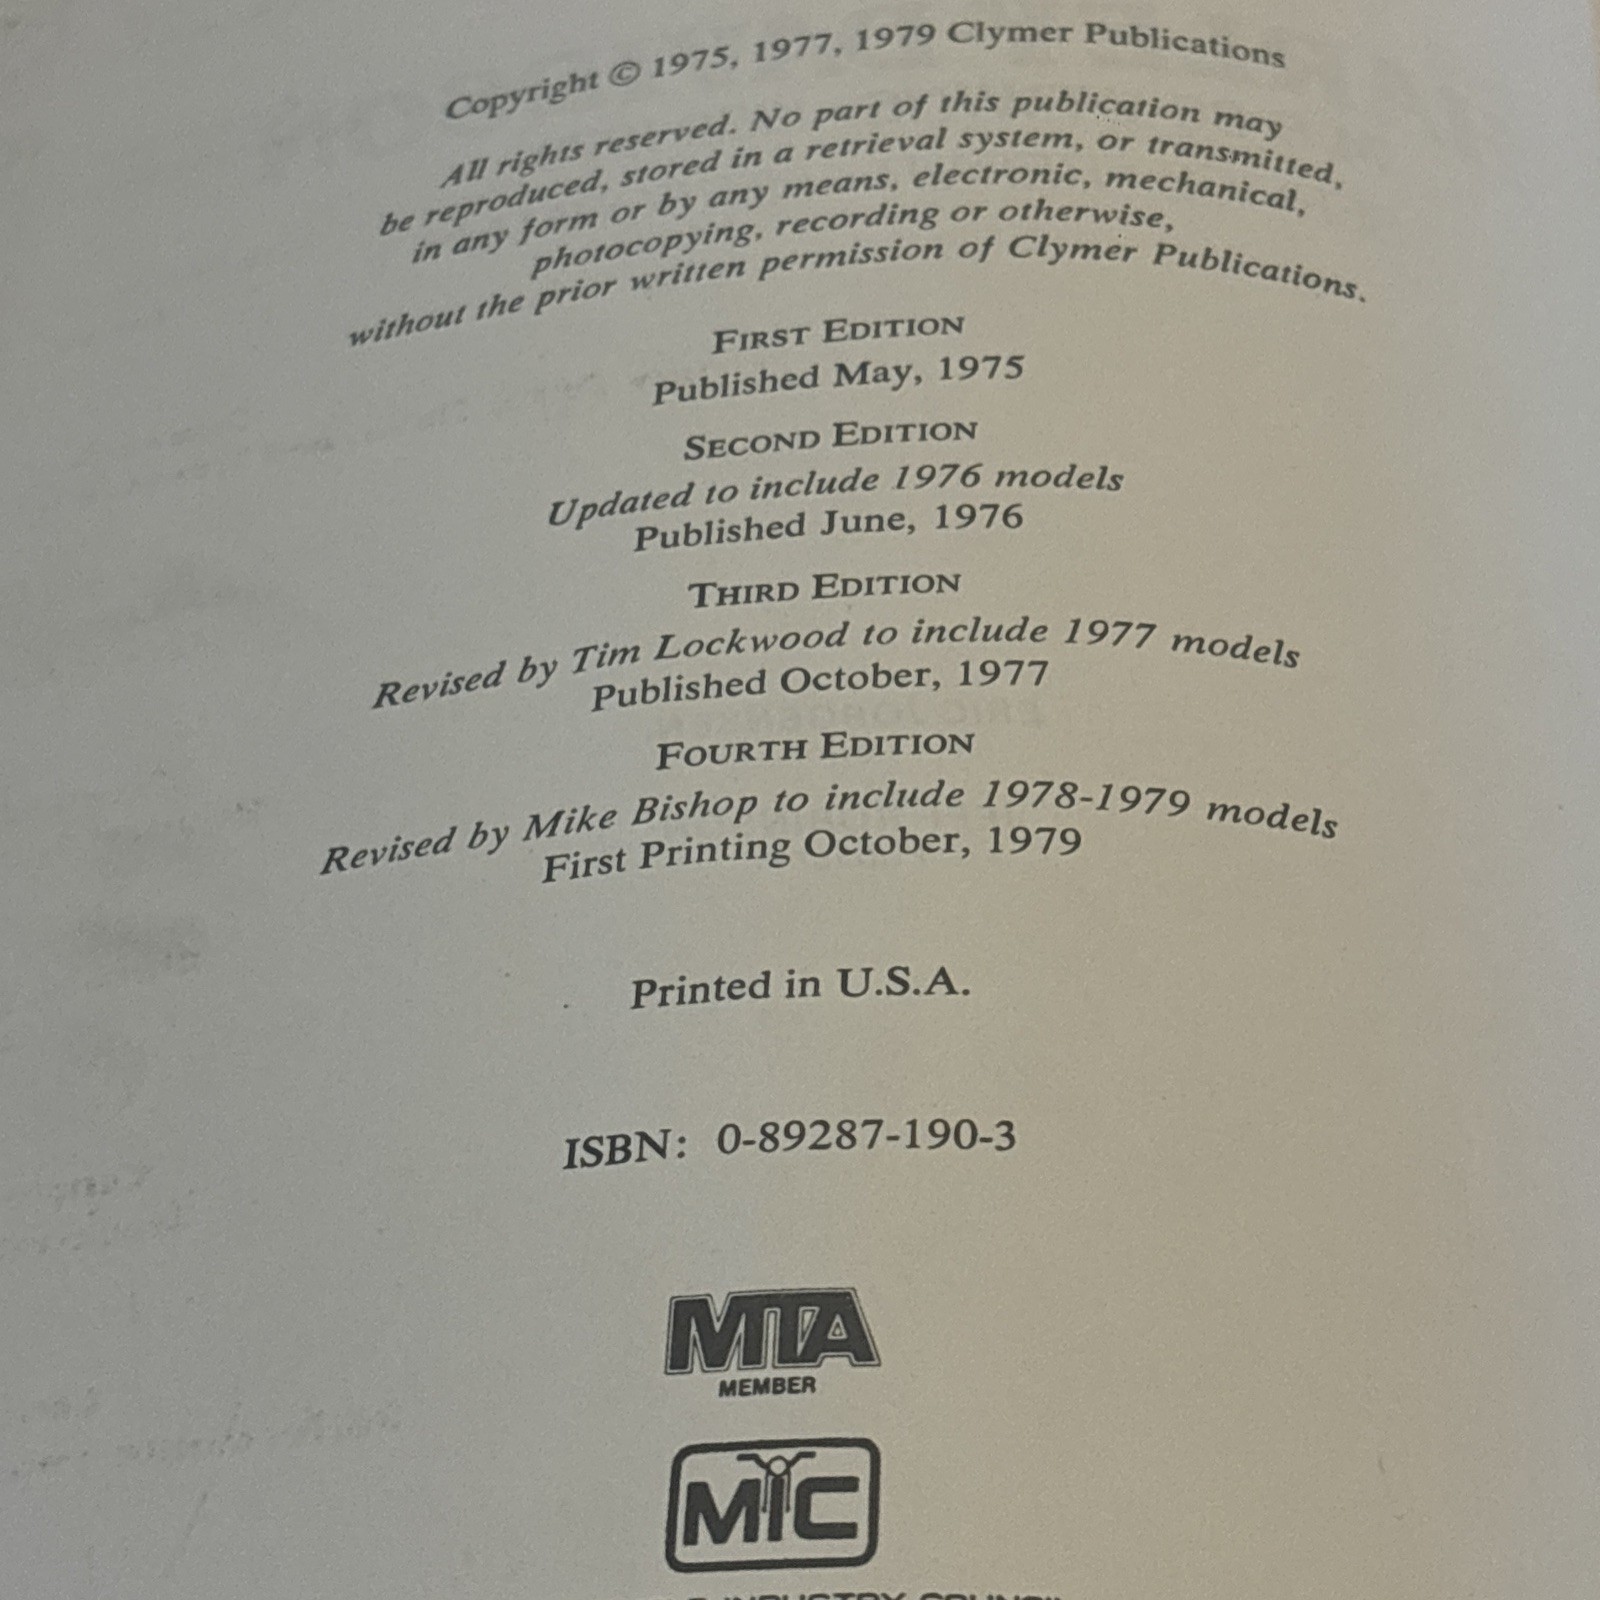 Copyright © 1975, 1977, 1979 Clymer Publications
All rights reserved. No part of this publication may
be reproduced, stored in a retrieval system, or transmitted,
in any form or by any means, electronic, mechanical,
photocopying, recording or otherwise,
without the prior written permission of Clymer Publications.
FIRST EDITION
Published May, 1975
SECOND EDITION
Updated to include 1976 models
Published June, 1976
THIRD EDITION
Revised by Tim Lockwood to include 1977 models
Published October, 1977
FOURTH EDITION
Revised by Mike Bishop to include 1978-1979 models
First Printing October, 1979
Printed in U.S.A.
ISBN: 0-89287-190-3
MTA
MEMBER
MIC
INDUSTRY COUNCIL